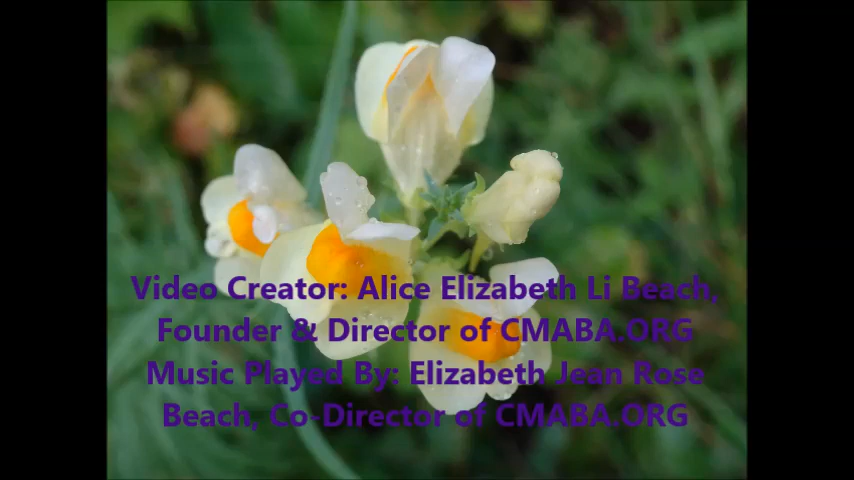 Video Creator: Alice Elizabeth Li Beach,
Founder & Director of CMABA.ORG
Music Played By: Elizabeth Jean Rose
Beach, Co-Director of CMABA.ORG